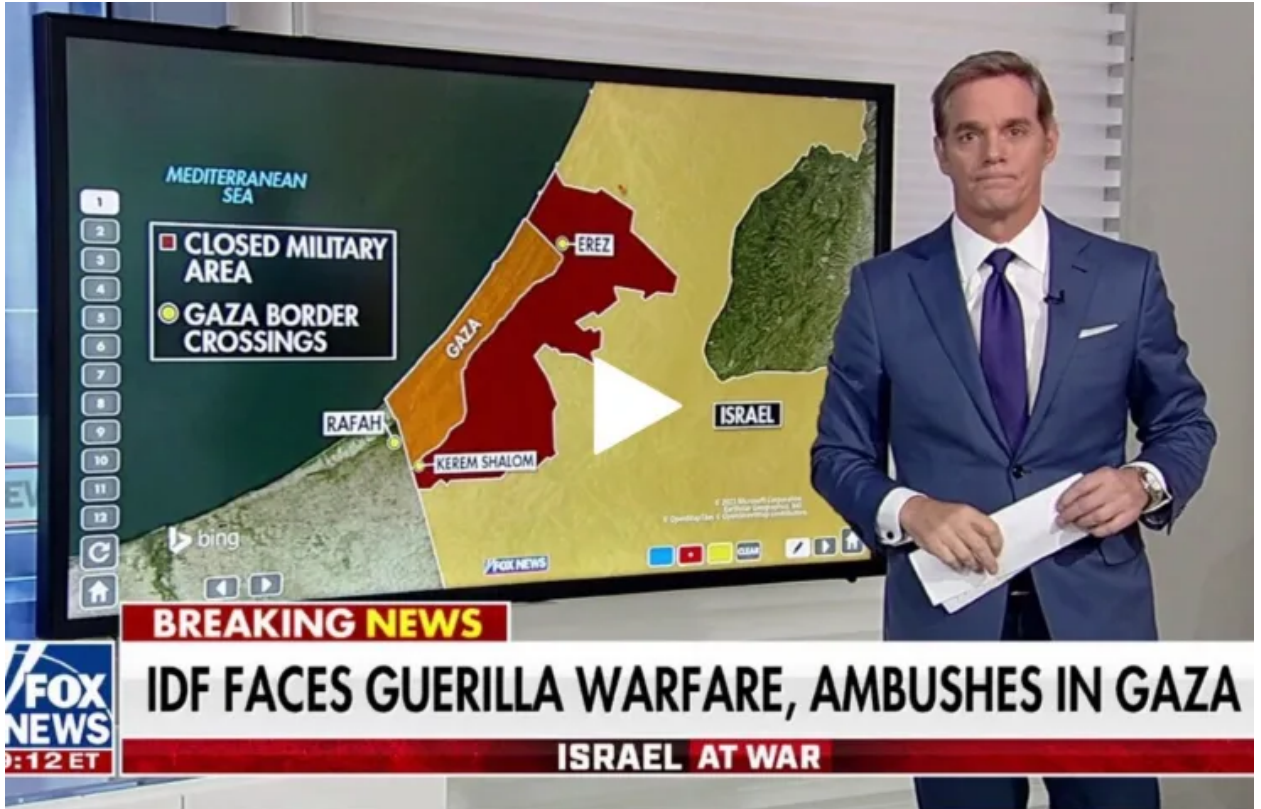 MEDITERRANEAN
SEA
CLOSED MILITARY
AREA
GAZA BORDER
CROSSINGS
EREZ
GAZA
RAFAH
KEREM SHALOM
ISRAEL
1
2
3
4
5
6
7
8
9
10
11
12
bing
FOX NEWS
CLEAR
BREAKING NEWS
IDF FACES GUERILLA WARFARE, AMBUSHES IN GAZA
FOX
NEWS
:12 ET
ISRAEL AT WAR